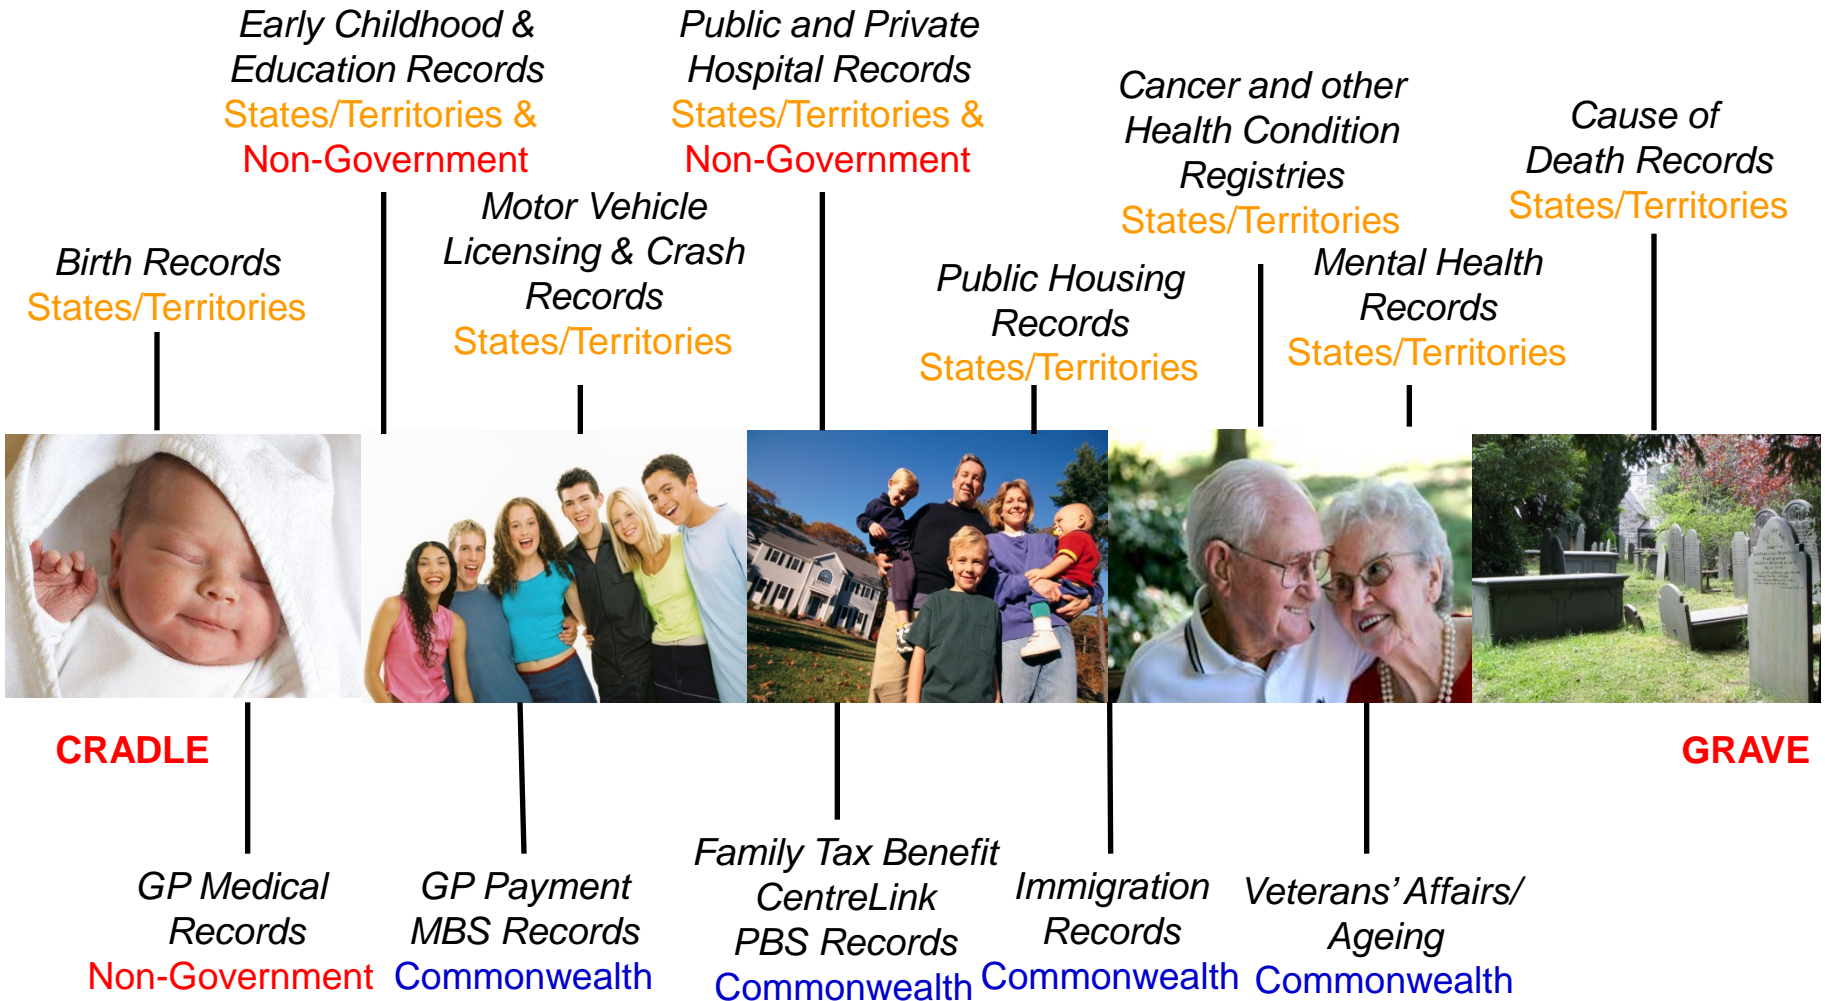 Early Childhood &
Education Records
States/Territories &
Non-Government
Public and Private
Hospital Records
States/Territories &
Non-Government
Cancer and other
Health Condition
Registries
States/Territories
Cause of
Death Records
States/Territories
Birth Records
States/Territories
Motor Vehicle
Licensing & Crash
Records
States/Territories
Public Housing
Records
States/Territories
Mental Health
Records
States/Territories
CRADLE
GRAVE
GP Medical
Records
Non-Government
GP Payment
MBS Records
Commonwealth
Family Tax Benefit
CentreLink
PBS Records
Commonwealth
Immigration
Records
Commonwealth
Veterans' Affairs/
Ageing
Commonwealth